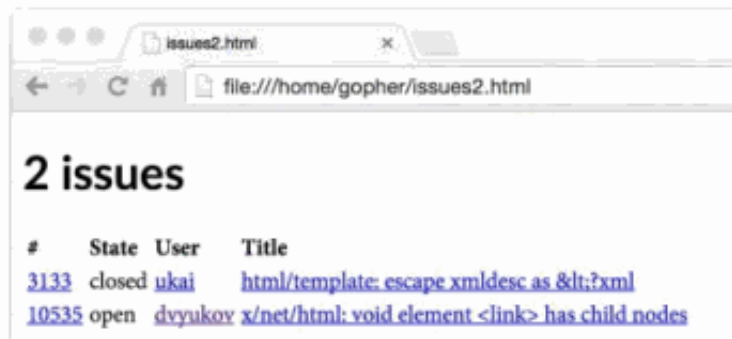 issues2.html ×
file:///home/gopher/issues2.html
2 issues
# State User Title
3133 closed ukai html/template: escape xmldesc as &lt;?xml
10535 open dvyukov x/net/html: void element <link> has child nodes